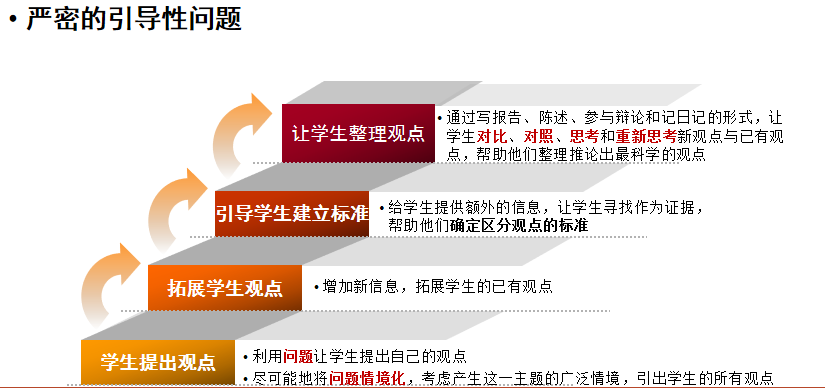 • 严密的引导性问题
让学生整理观点
• 通过写报告、陈述、参与辩论和记日记的形式，让
学生对比、对照、思考和重新思考新观点与已有观
点，帮助他们整理推论出最科学的观点
引导学生建立标准
• 给学生提供额外的信息，让学生寻找作为证据，
帮助他们确定区分观点的标准
拓展学生观点
• 增加新信息，拓展学生的已有观点
学生提出观点
• 利用问题让学生提出自己的观点
• 尽可能地将问题情境化，考虑产生这一主题的广泛情境，引出学生的所有观点